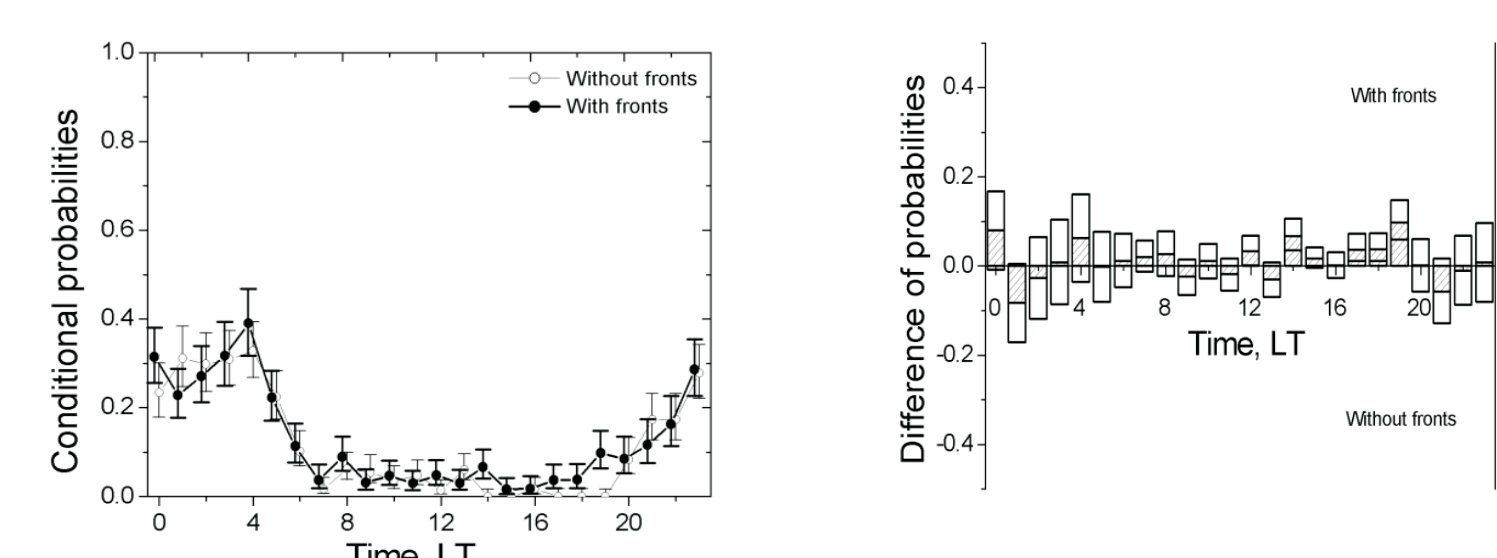 Conditional probabilities
1.0
0.8
0.6
0.4
0.2
0.0
Without fronts
With fronts
0 4 8 12 16 20
Time, LT
Difference of probabilities
0.4
0.2
0.0
-0.2
-0.4
With fronts
0 4 8 12 16 20
Time, LT
Without fronts